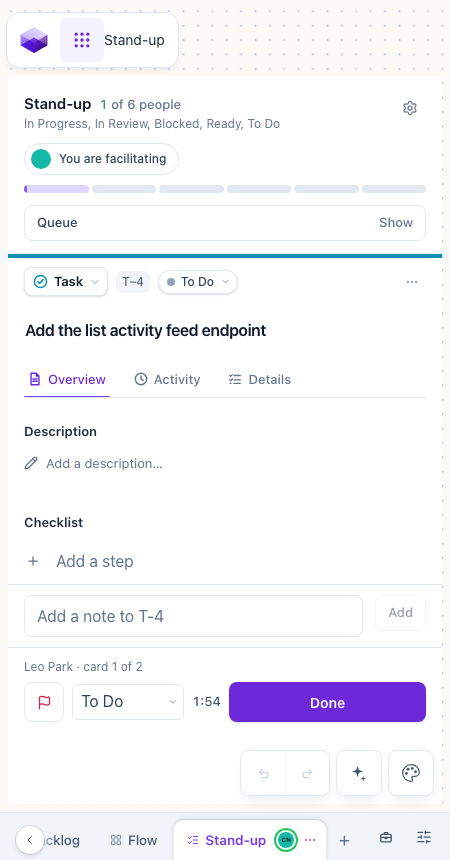 Stand-up
Stand-up 1 of 6 people
In Progress, In Review, Blocked, Ready, To Do
You are facilitating
Queue Show
Task T–4 To Do
Add the list activity feed endpoint
Overview Activity Details
Description
Add a description...
Checklist
Add a step
Add a note to T-4 Add
Leo Park · card 1 of 2
To Do 1:54 Done
cklog Flow Stand-up CN